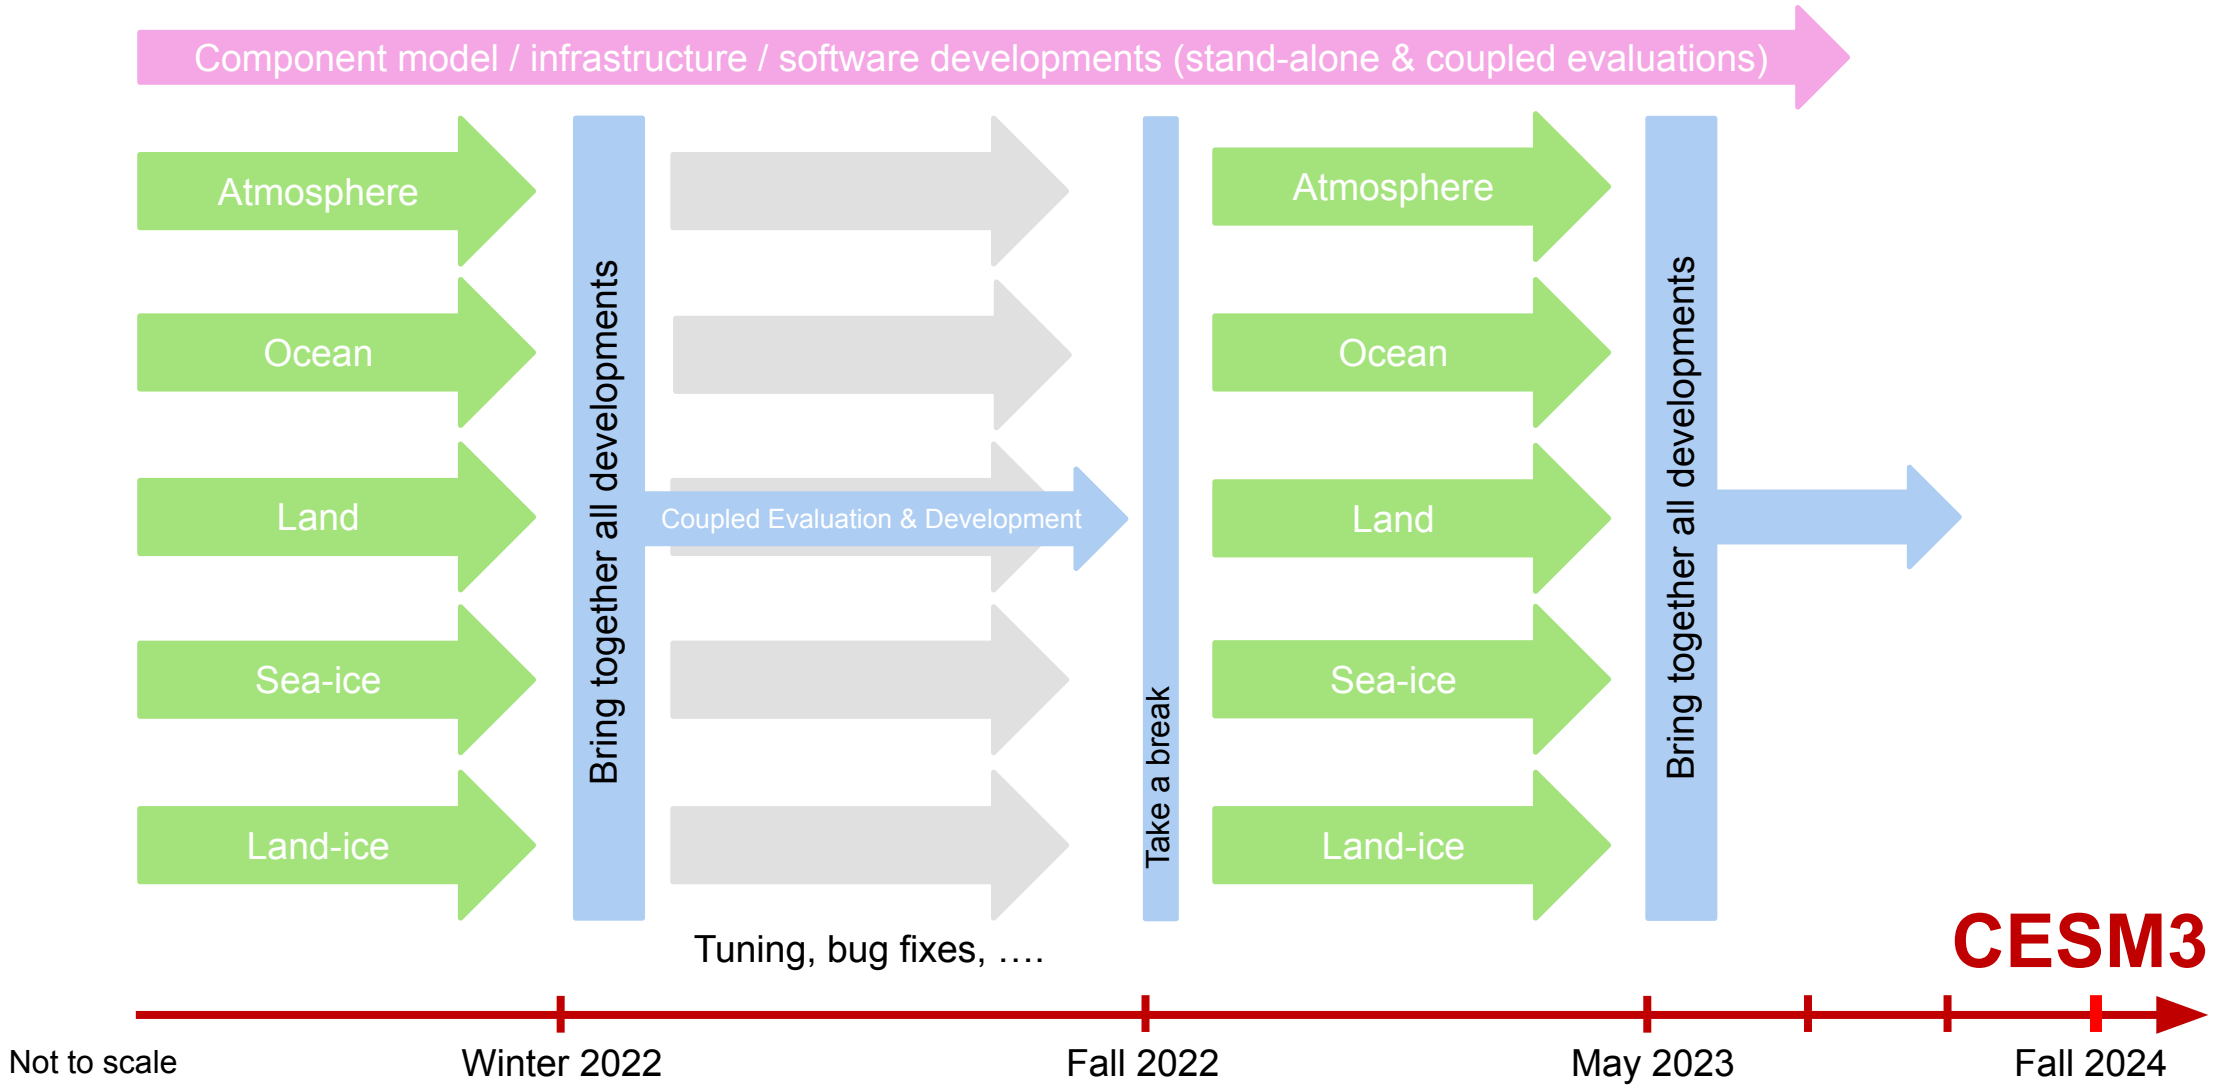 Component model / infrastructure / software developments (stand-alone & coupled evaluations)
Atmosphere
Ocean
Land
Sea-ice
Land-ice
Bring together all developments
Coupled Evaluation & Development
Tuning, bug fixes, ….
Take a break
Atmosphere
Ocean
Land
Sea-ice
Land-ice
Bring together all developments
CESM3
Not to scale
Winter 2022
Fall 2022
May 2023
Fall 2024